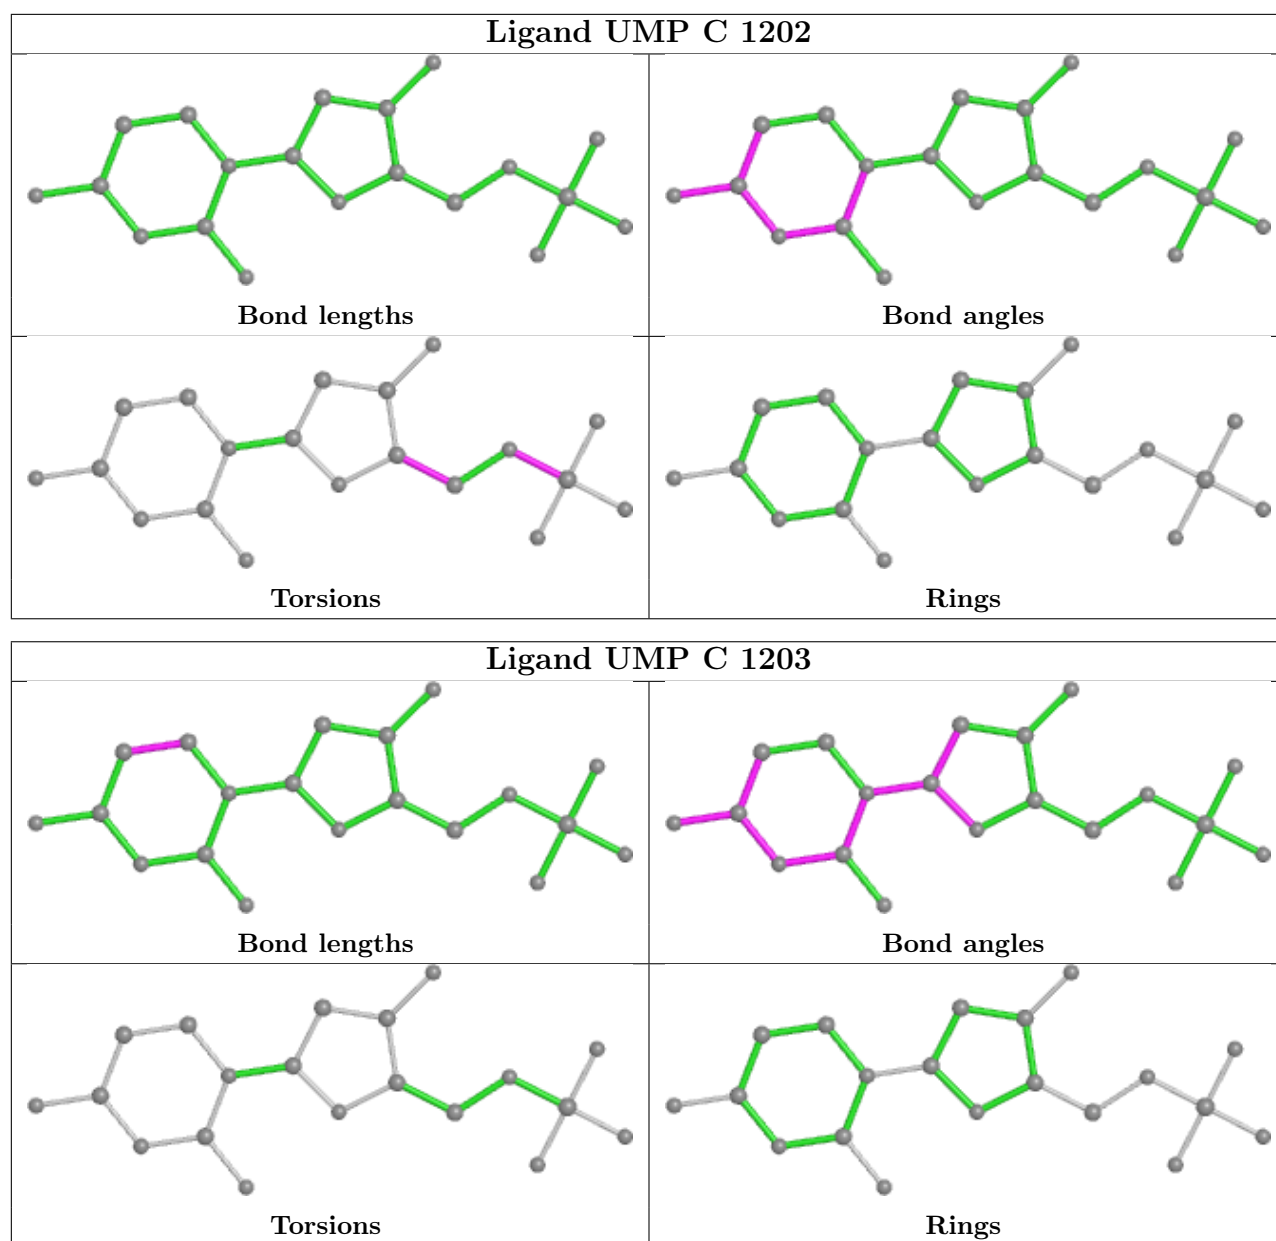 Ligand UMP C 1202
Bond lengths
Bond angles
Torsions
Rings
Ligand UMP C 1203
Bond lengths
Bond angles
Torsions
Rings